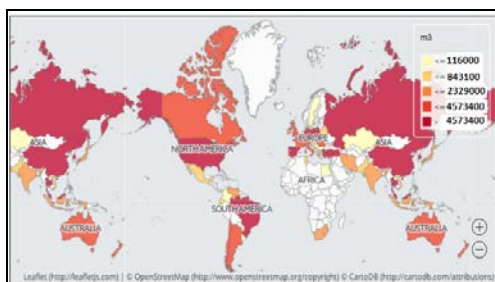 m3
<= 116000
<= 843100
<= 2329000
<= 4573400
> 4573400
ASIA
NORTH AMERICA
EUROPE
ASIA
AFRICA
SOUTH AMERICA
AUSTRALIA
AUSTRALIA
+
−
Leaflet (http://leafletjs.com) | © OpenStreetMap (http://www.openstreetmap.org/copyright) © CartoDB (http://cartodb.com/attributions)